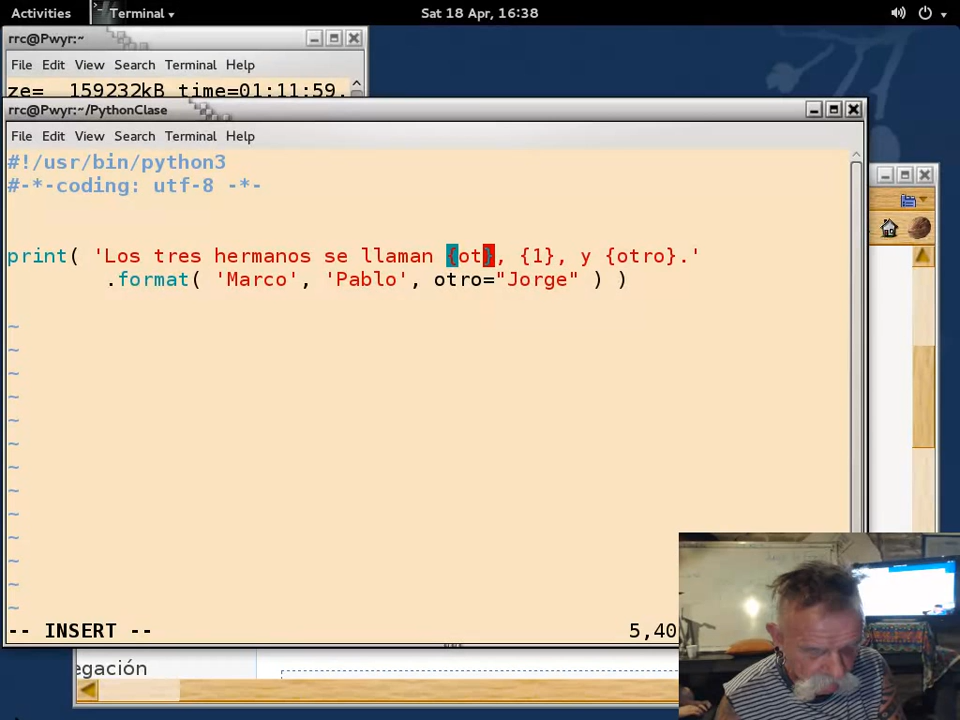 Activities Terminal Sat 18 Apr, 16:38
rrc@Pwyr:~
File Edit View Search Terminal Help
ze= 159232kB time=01:11:59.
rrc@Pwyr:~/PythonClase
File Edit View Search Terminal Help
#!/usr/bin/python3
#-*-coding: utf-8 -*-
print( 'Los tres hermanos se llaman {ot}, {1}, y {otro}.'
.format( 'Marco', 'Pablo', otro="Jorge" ) )
~
~
~
~
~
~
~
~
~
~
~
~
~
-- INSERT -- 5,40
egación